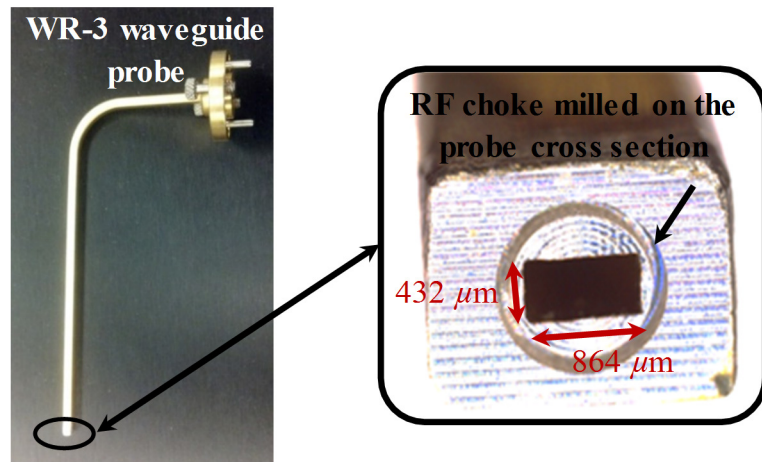 WR-3 waveguide
probe
RF choke milled on the
probe cross section
432 μm
864 μm